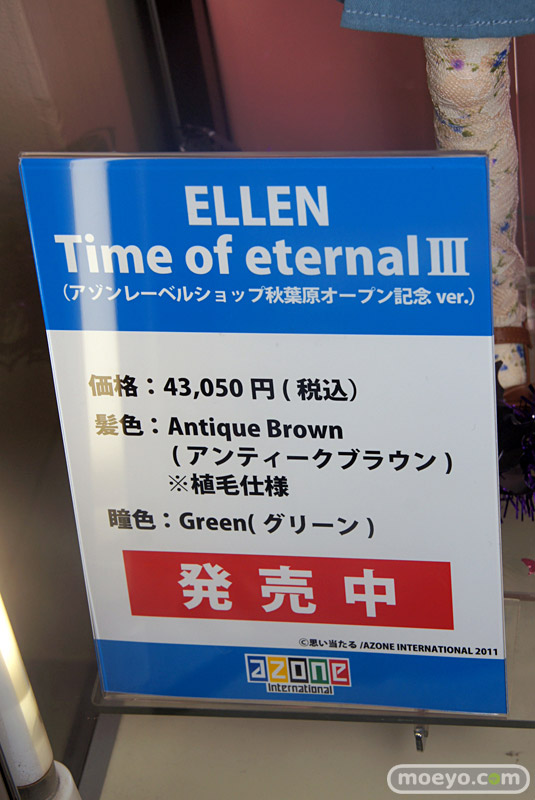 ELLEN
Time of eternalⅢ
（アゾンレーベルショップ秋葉原オープン記念 ver.）
価格：43,050 円 ( 税込）
髪色：Antique Brown
( アンティークブラウン )
※植毛仕様
瞳色：Green( グリーン )
発売中
©思い当たる /AZONE INTERNATIONAL 2011
azone
international
moeyo.com